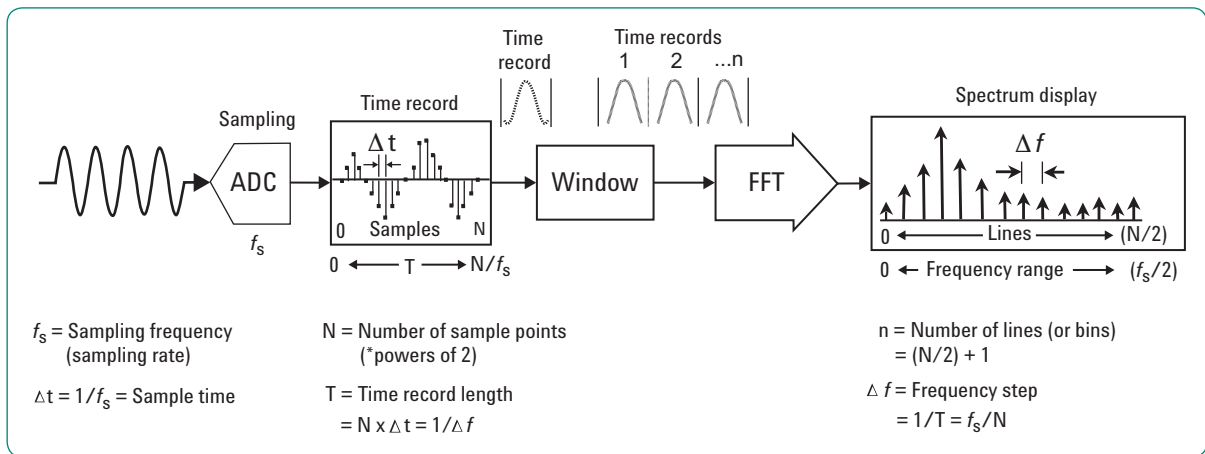 Time
record
Time records
1 2 ...n
Sampling
ADC
fs
Time record
Δt
0 Samples N
0 T N/fs
Window
FFT
Spectrum display
Δf
0 Lines (N/2)
0 Frequency range (fs/2)
fs = Sampling frequency
(sampling rate)
Δt = 1/fs = Sample time
N = Number of sample points
(*powers of 2)
T = Time record length
= N x Δt = 1/Δf
n = Number of lines (or bins)
= (N/2) + 1
Δf = Frequency step
= 1/T = fs/N